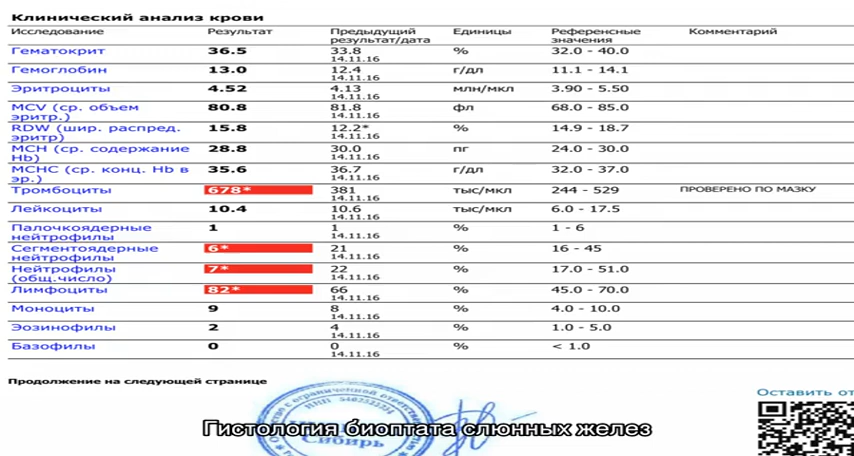 Клинический анализ крови
Исследование Результат Предыдущий результат/дата Единицы Референсные значения Комментарий
Гематокрит 36.5 33.8 14.11.16 % 32.0 - 40.0
Гемоглобин 13.0 12.4 14.11.16 г/дл 11.1 - 14.1
Эритроциты 4.52 4.13 14.11.16 млн/мкл 3.90 - 5.50
MCV (ср. объем эритр.) 80.8 81.8 14.11.16 фл 68.0 - 85.0
RDW (шир. распред. эритр) 15.8 12.2* 14.11.16 % 14.9 - 18.7
MCH (ср. содержание Hb) 28.8 30.0 14.11.16 пг 24.0 - 30.0
MCHC (ср. конц. Hb в эр.) 35.6 36.7 14.11.16 г/дл 32.0 - 37.0
Тромбоциты 678* 381 14.11.16 тыс/мкл 244 - 529 ПРОВЕРЕНО ПО МАЗКУ
Лейкоциты 10.4 10.6 14.11.16 тыс/мкл 6.0 - 17.5
Палочкоядерные нейтрофилы 1 1 14.11.16 % 1 - 6
Сегментоядерные нейтрофилы 6* 21 14.11.16 % 16 - 45
Нейтрофилы (общ.число) 7* 22 14.11.16 % 17.0 - 51.0
Лимфоциты 82* 66 14.11.16 % 45.0 - 70.0
Моноциты 9 8 14.11.16 % 4.0 - 10.0
Эозинофилы 2 4 14.11.16 % 1.0 - 5.0
Базофилы 0 0 14.11.16 % < 1.0
Продолжение на следующей странице
Оставить от
Гистология биоптата слюнных желез
Сибирь